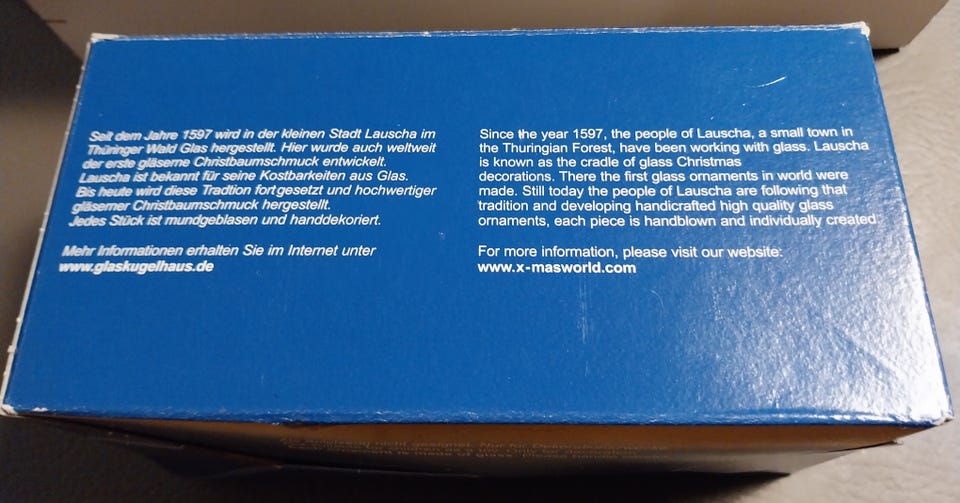 Seit dem Jahre 1597 wird in der kleinen Stadt Lauscha im
Thüringer Wald Glas hergestellt. Hier wurde auch weltweit
der erste gläserne Christbaumschmuck entwickelt.
Lauscha ist bekannt für seine Kostbarkeiten aus Glas.
Bis heute wird diese Tradtion fortgesetzt und hochwertiger
gläserner Christbaumschmuck hergestellt.
Jedes Stück ist mundgeblasen und handdekoriert.
Mehr Informationen erhalten Sie im Internet unter
www.glaskugelhaus.de
Since the year 1597, the people of Lauscha, a small town in
the Thuringian Forest, have been working with glass. Lauscha
is known as the cradle of glass Christmas
decorations. There the first glass ornaments in world were
made. Still today the people of Lauscha are following that
tradition and developing handicrafted high quality glass
ornaments, each piece is handblown and individually created
For more information, please visit our website:
www.x-masworld.com